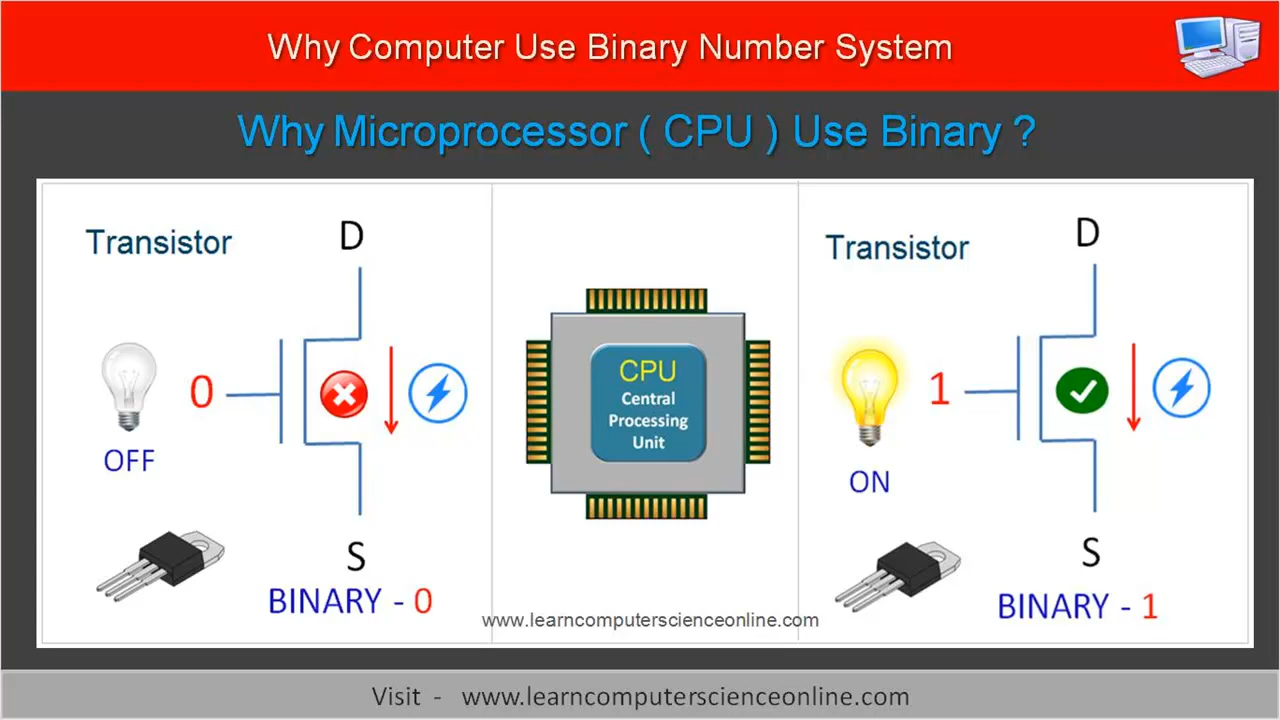 Why Computer Use Binary Number System
Why Microprocessor ( CPU ) Use Binary ?
Transistor
D
0
OFF
S
BINARY - 0
CPU
Central
Processing
Unit
www.learncomputerscienceonline.com
Transistor
D
1
ON
S
BINARY - 1
Visit - www.learncomputerscienceonline.com